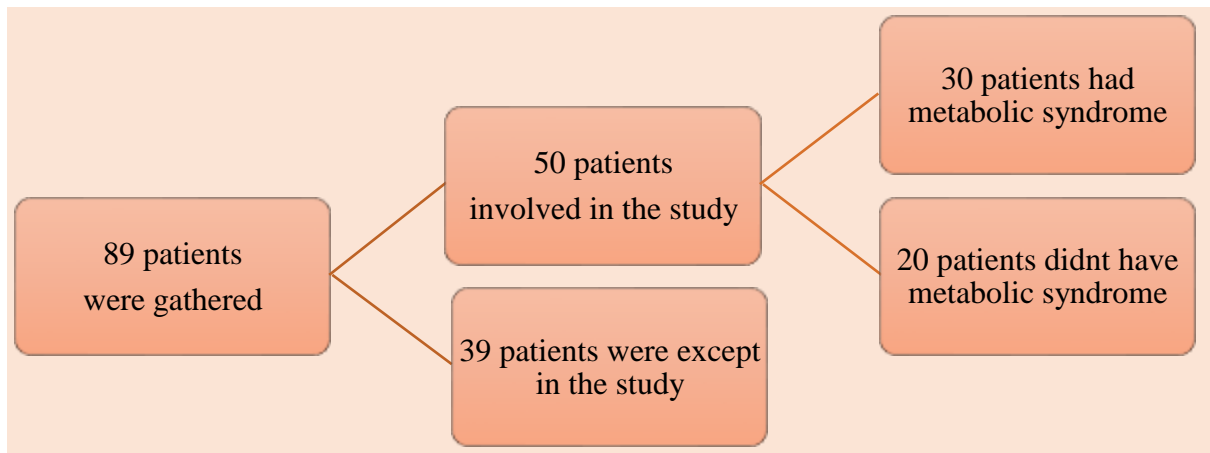 89 patients
were gathered
50 patients
involved in the study
39 patients were except
in the study
30 patients had
metabolic syndrome
20 patients didnt have
metabolic syndrome